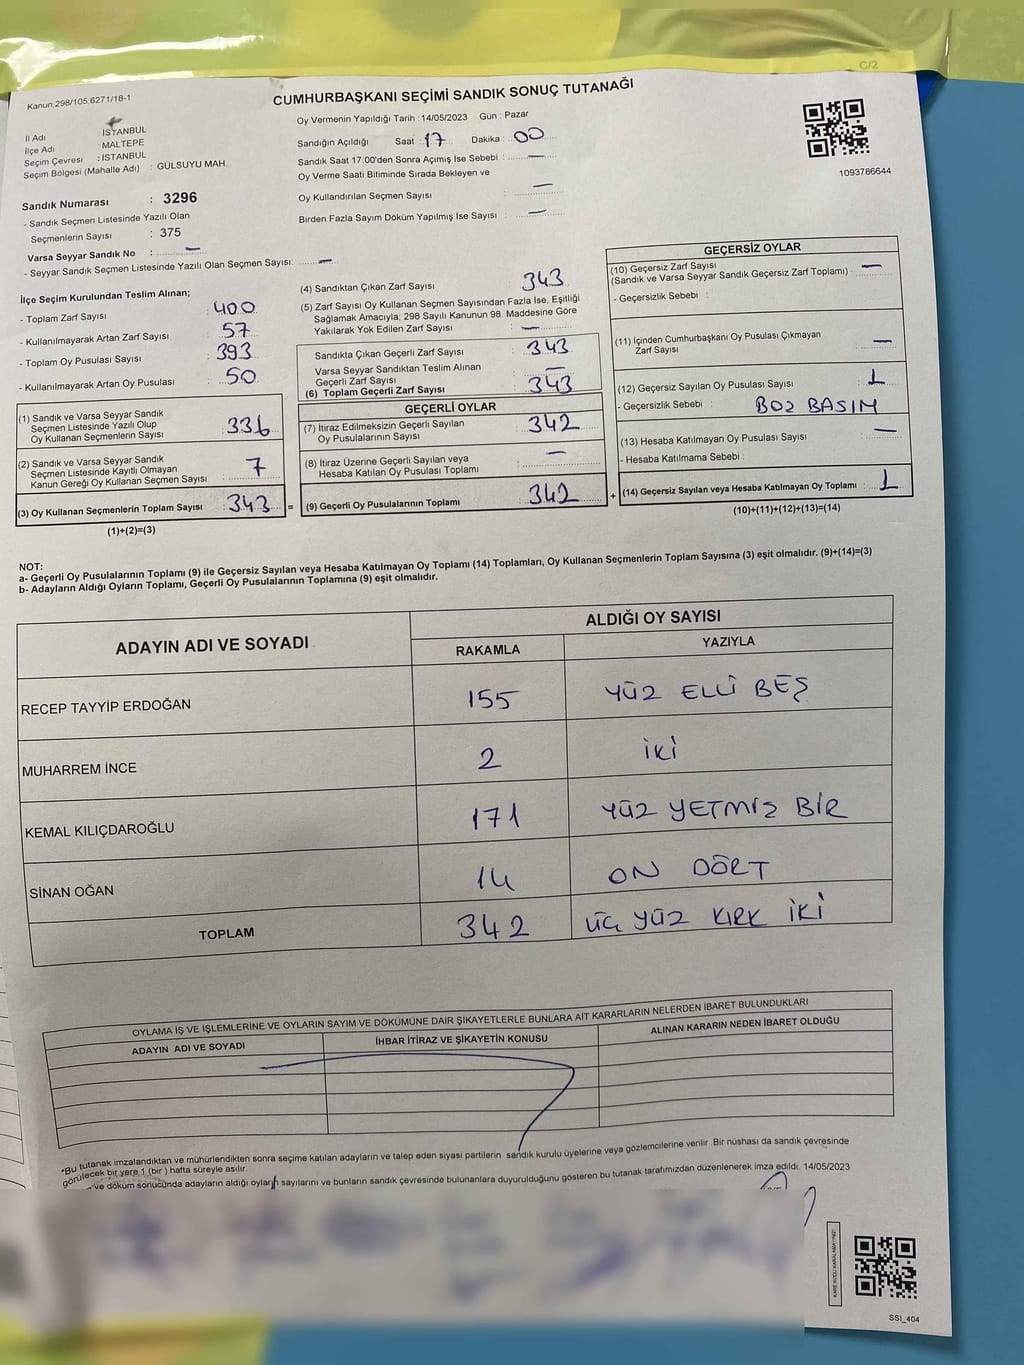 C/2
Kanun,298/105,6271/18-1
CUMHURBAŞKANI SEÇİMİ SANDIK SONUÇ TUTANAĞI
İl Adı : İSTANBUL
İlçe Adı : MALTEPE
Seçim Çevresi : İSTANBUL
Seçim Bölgesi (Mahalle Adı) : GÜLSUYU MAH.
Oy Vermenin Yapıldığı Tarih : 14/05/2023 Gün : Pazar
Sandığın Açıldığı Saat : 17 Dakika : 00
Sandık Saat 17:00'den Sonra Açımış İse Sebebi : —
Oy Verme Saati Bitiminde Sırada Bekleyen ve
Oy Kullandırılan Seçmen Sayısı : —
Birden Fazla Sayım Döküm Yapılmış İse Sayısı : —
1093786644
Sandık Numarası : 3296
- Sandık Seçmen Listesinde Yazılı Olan
Seçmenlerin Sayısı : 375
Varsa Seyyar Sandık No : —
- Seyyar Sandık Seçmen Listesinde Yazılı Olan Seçmen Sayısı: —
İlçe Seçim Kurulundan Teslim Alınan;
- Toplam Zarf Sayısı : 400
- Kullanılmayarak Artan Zarf Sayısı : 57
- Toplam Oy Pusulası Sayısı : 393
- Kullanılmayarak Artan Oy Pusulası : 50
(1) Sandık ve Varsa Seyyar Sandık
Seçmen Listesinde Yazılı Olup
Oy Kullanan Seçmenlerin Sayısı : 336
(2) Sandık ve Varsa Seyyar Sandık
Seçmen Listesinde Kayıtlı Olmayan
Kanun Gereği Oy Kullanan Seçmen Sayısı : 7
(3) Oy Kullanan Seçmenlerin Toplam Sayısı : 343 =
(1)+(2)=(3)
(4) Sandıktan Çıkan Zarf Sayısı : 343
(5) Zarf Sayısı Oy Kullanan Seçmen Sayısından Fazla İse, Eşitliği
Sağlamak Amacıyla; 298 Sayılı Kanunun 98. Maddesine Göre
Yakılarak Yok Edilen Zarf Sayısı : —
Sandıkta Çıkan Geçerli Zarf Sayısı : 343
Varsa Seyyar Sandıktan Teslim Alınan
Geçerli Zarf Sayısı : —
(6) Toplam Geçerli Zarf Sayısı : 343
GEÇERLİ OYLAR
(7) İtiraz Edilmeksizin Geçerli Sayılan
Oy Pusulalarının Sayısı : 342
(8) İtiraz Üzerine Geçerli Sayılan veya
Hesaba Katılan Oy Pusulası Toplamı : —
(9) Geçerli Oy Pusulalarının Toplamı : 342 +
GEÇERSİZ OYLAR
(10) Geçersiz Zarf Sayısı
(Sandık ve Varsa Seyyar Sandık Geçersiz Zarf Toplamı) : —
- Geçersizlik Sebebi :
(11) İçinden Cumhurbaşkanı Oy Pusulası Çıkmayan
Zarf Sayısı : —
(12) Geçersiz Sayılan Oy Pusulası Sayısı : 1
- Geçersizlik Sebebi : BOZ BASIM
(13) Hesaba Katılmayan Oy Pusulası Sayısı : —
- Hesaba Katılmama Sebebi :
(14) Geçersiz Sayılan veya Hesaba Katılmayan Oy Toplamı : 1
(10)+(11)+(12)+(13)=(14)
NOT:
a- Geçerli Oy Pusulalarının Toplamı (9) ile Geçersiz Sayılan veya Hesaba Katılmayan Oy Toplamı (14) Toplamları, Oy Kullanan Seçmenlerin Toplam Sayısına (3) eşit olmalıdır. (9)+(14)=(3)
b- Adayların Aldığı Oyların Toplamı, Geçerli Oy Pusulalarının Toplamına (9) eşit olmalıdır.
ADAYIN ADI VE SOYADI ALDIĞI OY SAYISI
RAKAMLA YAZIYLA
RECEP TAYYİP ERDOĞAN 155 YÜZ ELLİ BEŞ
MUHARREM İNCE 2 İKİ
KEMAL KILIÇDAROĞLU 171 YÜZ YETMİZ BİR
SİNAN OĞAN 14 ON DÖRT
TOPLAM 342 ÜÇ YÜZ KIRK İKİ
OYLAMA İŞ VE İŞLEMLERİNE VE OYLARIN SAYIM VE DÖKÜMÜNE DAİR ŞİKAYETLERLE BUNLARA AİT KARARLARIN NELERDEN İBARET BULUNDUKLARI
ADAYIN ADI VE SOYADI İHBAR İTİRAZ VE ŞİKAYETİN KONUSU ALINAN KARARIN NEDEN İBARET OLDUĞU
*Bu tutanak imzalandıktan ve mühürlendikten sonra seçime katılan adayların ve talep eden siyasi partilerin sandık kurulu üyelerine veya gözlemcilerine verilir .Bir nüshası da sandık çevresinde
görülecek bir yere 1 (bir ) hafta süreyle asılır.
ve döküm sonucunda adayların aldığı oyların sayılarını ve bunların sandık çevresinde bulunanlara duyurulduğunu gösteren bu tutanak tarafımızdan düzenlenerek imza edildi. 14/05/2023
KARE KODU KARALAMAYINIZ!
SSI_404